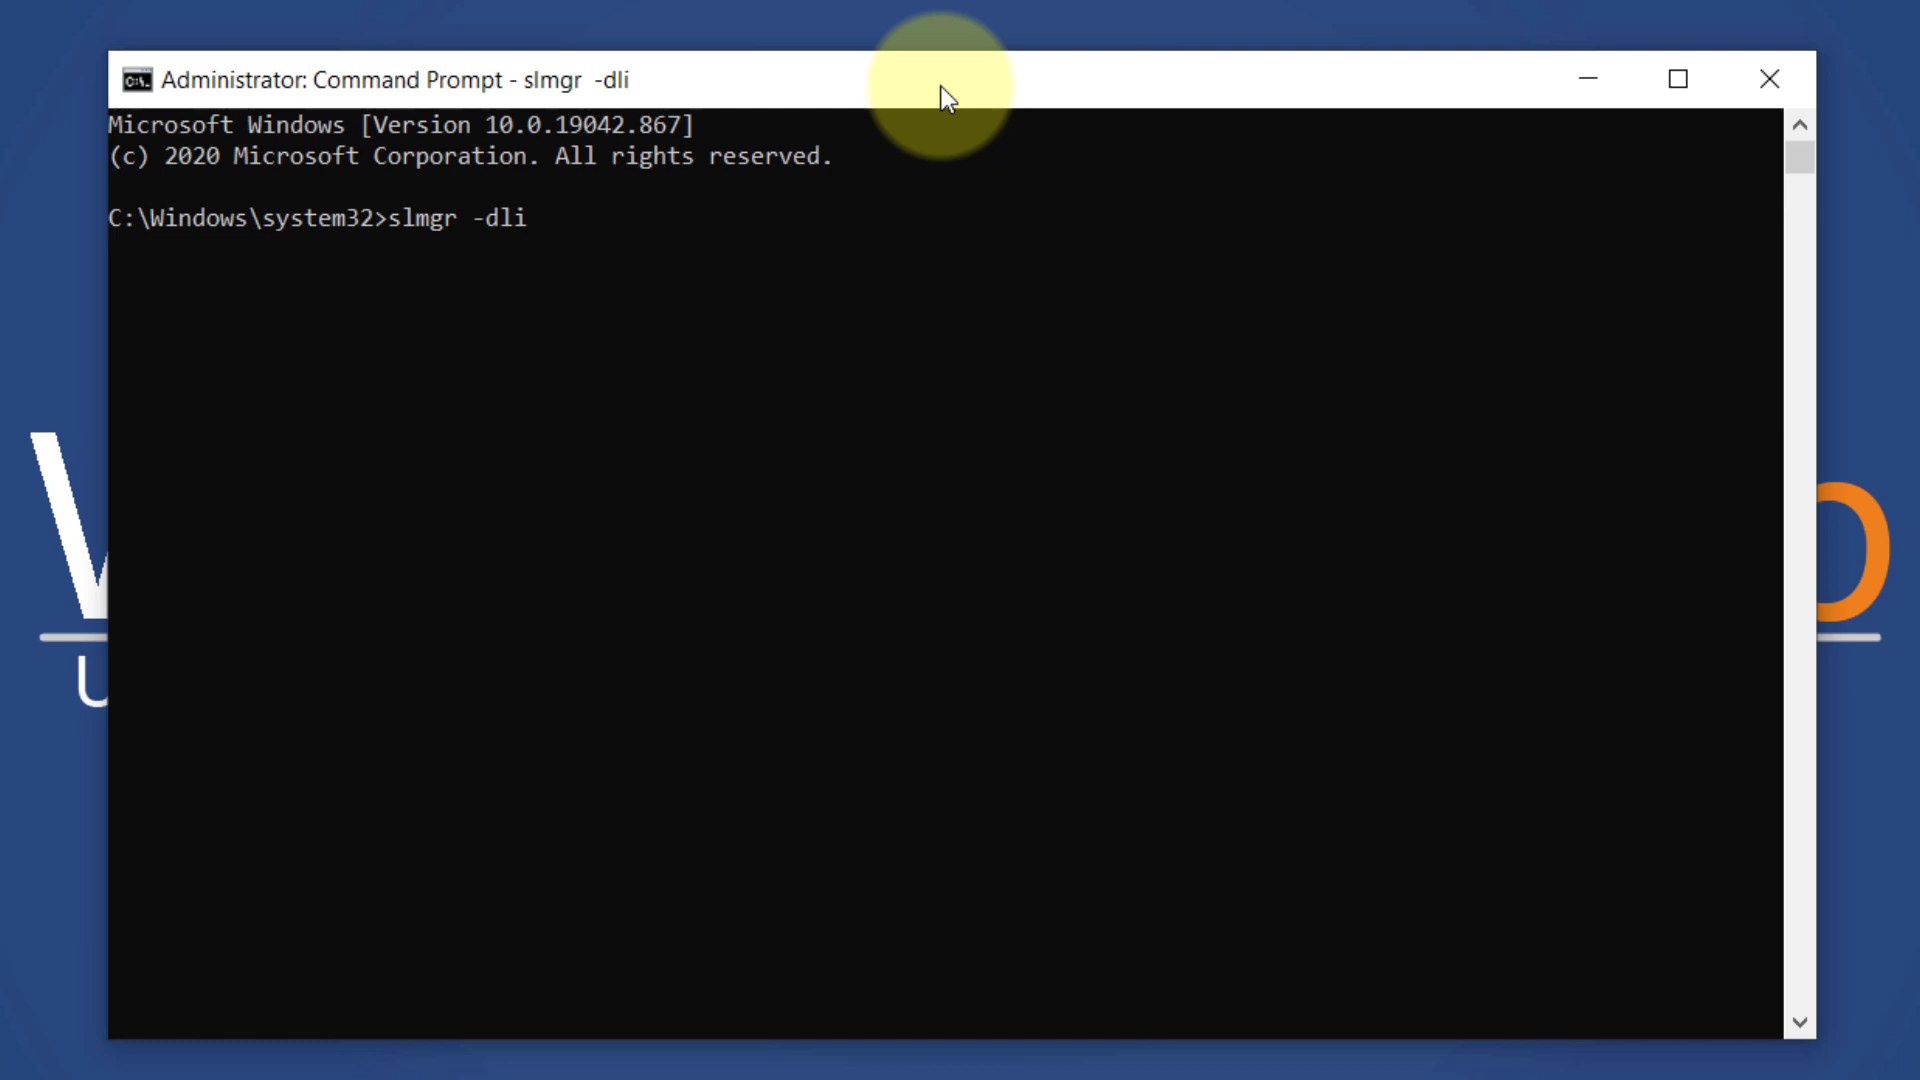 Administrator: Command Prompt - slmgr  -dli
Microsoft Windows [Version 10.0.19042.867]
(c) 2020 Microsoft Corporation. All rights reserved.
C:\Windows\system32>slmgr -dli